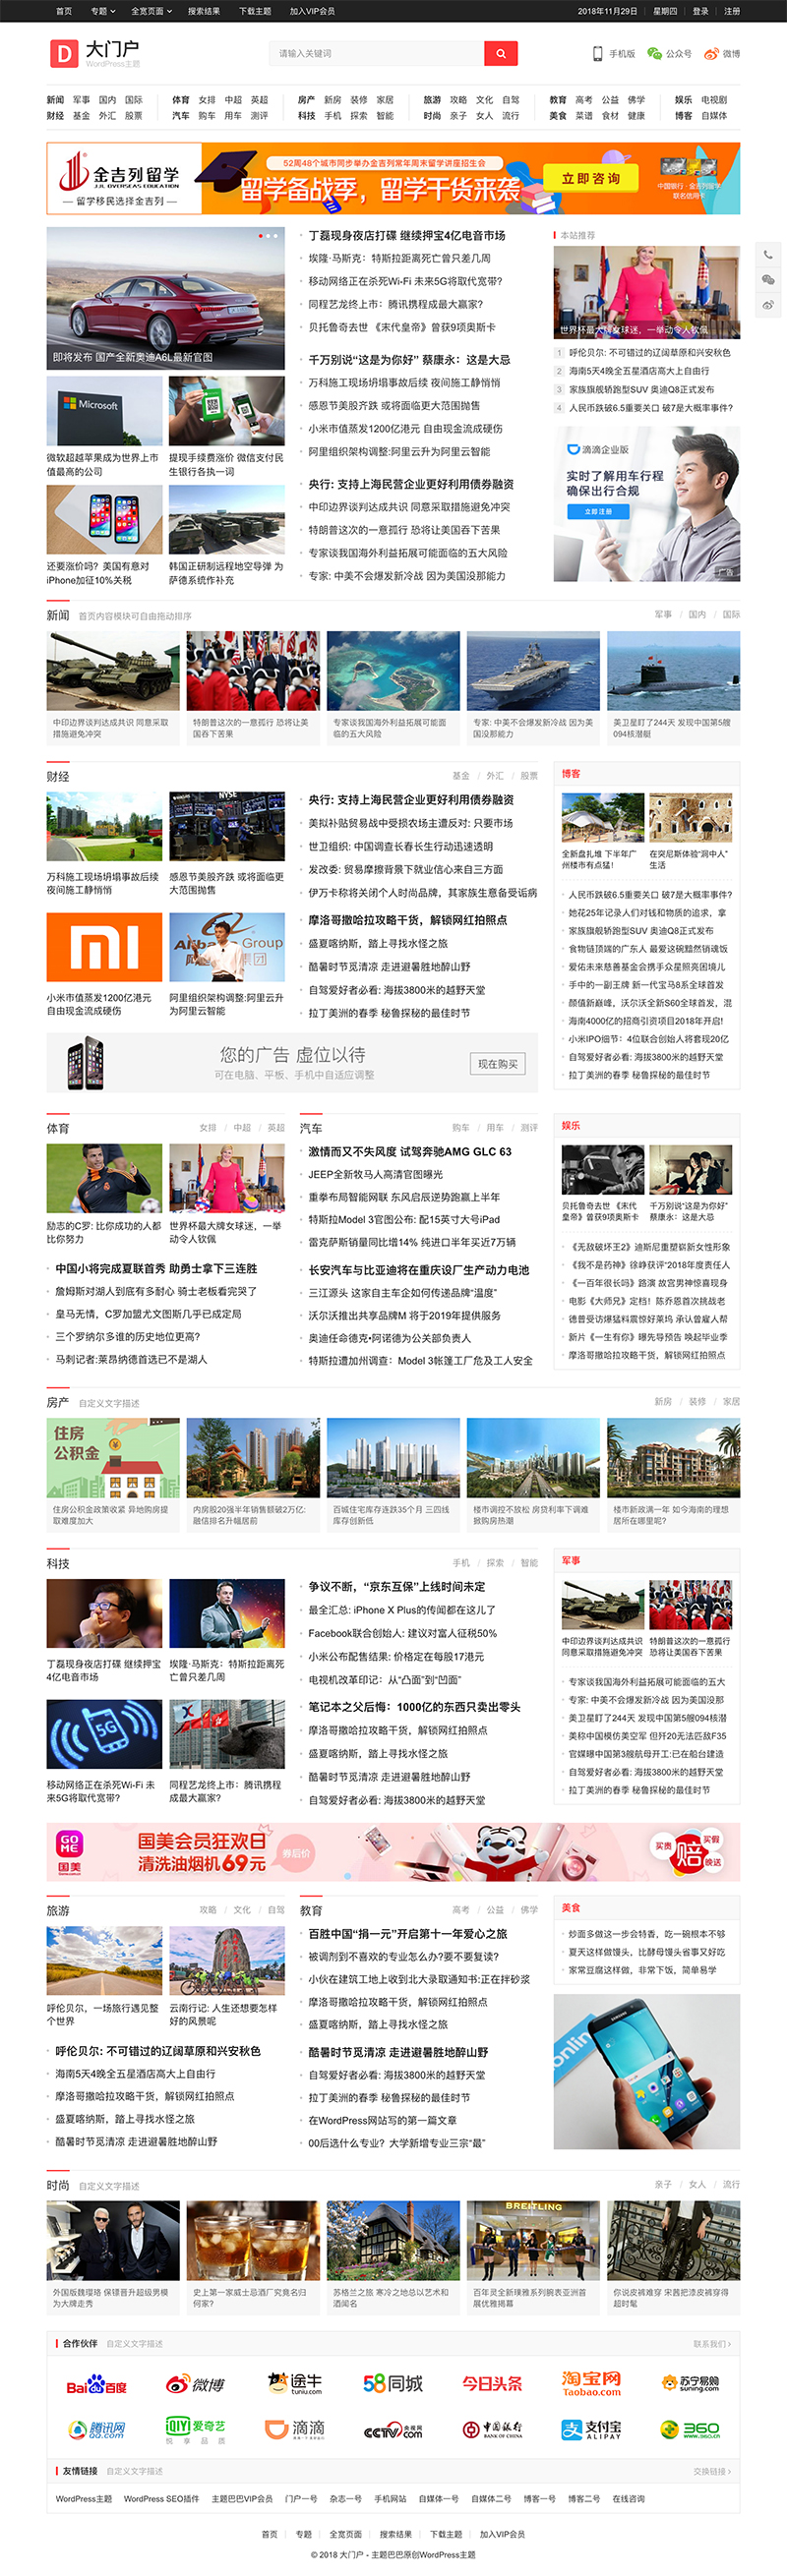 首页 专题 全宽页面 搜索结果 下载主题 加入VIP会员
2018年11月29日 星期四 登录 注册
大门户
WordPress主题
请输入关键词
手机版 公众号 微博
新闻 军事 国内 国际
财经 基金 外汇 股票
体育 女排 中超 英超
汽车 购车 用车 测评
房产 新房 装修 家居
科技 手机 探索 智能
旅游 攻略 文化 自驾
时尚 亲子 女人 流行
教育 高考 公益 佛学
美食 菜谱 食材 健康
娱乐 电视剧
博客 自媒体
金吉列留学
JJL OVERSEAS EDUCATION
留学移民选择金吉列
52周48个城市同步举办金吉列常年周末留学讲座招生会
留学备战季，留学干货来袭
立即咨询
中国银行·金吉列留学
联名信用卡
即将发布 国产全新奥迪A6L最新官图
Microsoft
微软超越苹果成为世界上市值最高的公司
提现手续费涨价 微信支付民生银行各执一词
还要涨价吗？美国有意对iPhone加征10%关税
韩国正研制远程地空导弹 为萨德系统作补充
丁磊现身夜店打碟 继续押宝4亿电音市场
埃隆·马斯克：特斯拉距离死亡曾只差几周
移动网络正在杀死Wi-Fi 未来5G将取代宽带?
同程艺龙终上市：腾讯携程成最大赢家?
贝托鲁奇去世 《末代皇帝》曾获9项奥斯卡
千万别说“这是为你好” 蔡康永：这是大忌
万科施工现场坍塌事故后续 夜间施工静悄悄
感恩节美股齐跌 或将面临更大范围抛售
小米市值蒸发1200亿港元 自由现金流成硬伤
阿里组织架构调整:阿里云升为阿里云智能
央行: 支持上海民营企业更好利用债券融资
中印边界谈判达成共识 同意采取措施避免冲突
特朗普这次的一意孤行 恐将让美国吞下苦果
专家谈我国海外利益拓展可能面临的五大风险
专家: 中美不会爆发新冷战 因为美国没那能力
本站推荐
世界杯最大牌女球迷，一举动令人钦佩
1 呼伦贝尔: 不可错过的辽阔草原和兴安秋色
2 海南5天4晚全五星酒店高大上自由行
3 家族旗舰轿跑型SUV 奥迪Q8正式发布
4 人民币跌破6.5重要关口 破7是大概率事件?
滴滴企业版
实时了解用车行程
确保出行合规
立即注册
广告
新闻 首页内容模块可自由拖动排序
军事 / 国内 / 国际
中印边界谈判达成共识 同意采取措施避免冲突
特朗普这次的一意孤行 恐将让美国吞下苦果
专家谈我国海外利益拓展可能面临的五大风险
专家: 中美不会爆发新冷战 因为美国没那能力
美卫星盯了244天 发现中国第5艘094核潜艇
财经
基金 / 外汇 / 股票
万科施工现场坍塌事故后续 夜间施工静悄悄
感恩节美股齐跌 或将面临更大范围抛售
小米市值蒸发1200亿港元 自由现金流成硬伤
阿里组织架构调整:阿里云升为阿里云智能
央行: 支持上海民营企业更好利用债券融资
美拟补贴贸易战中受损农场主遭反对: 只要市场
世卫组织: 中国调查长春长生行动迅速透明
发改委: 贸易摩擦背景下就业信心来自三方面
伊万卡称将关闭个人时尚品牌，其家族生意备受诟病
摩洛哥撒哈拉攻略干货，解锁网红拍照点
盛夏喀纳斯，踏上寻找水怪之旅
酷暑时节觅清凉 走进避暑胜地醉山野
自驾爱好者必看: 海拔3800米的越野天堂
拉丁美洲的春季 秘鲁探秘的最佳时节
博客
全新盘扎堆 下半年广州楼市有点猛!
在突尼斯体验“洞中人”生活
人民币跌破6.5重要关口 破7是大概率事件?
她花25年记录人们对钱和物质的追求，拿
家族旗舰轿跑型SUV 奥迪Q8正式发布
食物链顶端的广东人 最爱这碗黯然销魂饭
爱佑未来慈善基金会携手众星照亮困境儿
手中的一副王牌 新一代宝马8系全球首发
颜值新巅峰，沃尔沃全新S60全球首发，混
海南4000亿的招商引资项目2018年开启!
小米IPO细节：4位联合创始人将套现20亿
自驾爱好者必看: 海拔3800米的越野天堂
拉丁美洲的春季 秘鲁探秘的最佳时节
您的广告 虚位以待
可在电脑、平板、手机中自适应调整
现在购买
体育
女排 / 中超 / 英超
励志的C罗: 比你成功的人都比你努力
世界杯最大牌女球迷，一举动令人钦佩
中国小将完成夏联首秀 助勇士拿下三连胜
詹姆斯对湖人到底有多耐心 骑士老板看完哭了
皇马无情，C罗加盟尤文图斯几乎已成定局
三个罗纳尔多谁的历史地位更高?
马刺记者:莱昂纳德首选已不是湖人
汽车
购车 / 用车 / 测评
激情而又不失风度 试驾奔驰AMG GLC 63
JEEP全新牧马人高清官图曝光
重拳布局智能网联 东风启辰逆势跑赢上半年
特斯拉Model 3官图公布: 配15英寸大号iPad
雷克萨斯销量同比增14% 纯进口半年买近7万辆
长安汽车与比亚迪将在重庆设厂生产动力电池
三江源头 这家自主车企如何传递品牌“温度”
沃尔沃推出共享品牌M 将于2019年提供服务
奥迪任命德克·阿诺德为公关部负责人
特斯拉遭加州调查：Model 3帐篷工厂危及工人安全
娱乐
贝托鲁奇去世 《末代皇帝》曾获9项奥斯卡
千万别说“这是为你好” 蔡康永：这是大忌
《无敌破坏王2》迪斯尼重塑崭新女性形象
《我不是药神》徐峥获评“2018年度责任人
《一百年很长吗》路演 故宫男神惊喜现身
电影《大师兄》定档！陈乔恩首次挑战老
德普受访爆猛料震惊好莱坞 承认曾雇人帮
新片《一生有你》曝先导预告 唤起毕业季
摩洛哥撒哈拉攻略干货，解锁网红拍照点
房产 自定义文字描述
新房 / 装修 / 家居
住房
公积金
住房公积金政策收紧 异地购房提取难度加大
内房股20强半年销售额破2万亿: 融信排名升幅居前
百城住宅库存连跌35个月 三四线库存创新低
楼市调控不放松 房贷利率下调难掀购房热潮
楼市新政满一年 如今海南的理想居所在哪里呢?
科技
手机 / 探索 / 智能
丁磊现身夜店打碟 继续押宝4亿电音市场
埃隆·马斯克：特斯拉距离死亡曾只差几周
5G
移动网络正在杀死Wi-Fi 未来5G将取代宽带?
同程艺龙终上市：腾讯携程成最大赢家?
争议不断，“京东互保”上线时间未定
最全汇总: iPhone X Plus的传闻都在这儿了
Facebook联合创始人: 建议对富人征税50%
小米公布配售结果: 价格定在每股17港元
电视机改革印记：从“凸面”到“凹面”
笔记本之父后悔：1000亿的东西只卖出零头
摩洛哥撒哈拉攻略干货，解锁网红拍照点
盛夏喀纳斯，踏上寻找水怪之旅
酷暑时节觅清凉 走进避暑胜地醉山野
自驾爱好者必看: 海拔3800米的越野天堂
军事
中印边界谈判达成共识 同意采取措施避免冲突
特朗普这次的一意孤行 恐将让美国吞下苦果
专家谈我国海外利益拓展可能面临的五大
专家: 中美不会爆发新冷战 因为美国没那
美卫星盯了244天 发现中国第5艘094核潜
美称中国模仿美空军 但歼20无法匹敌F35
官媒曝中国第3艘航母开工:已在船台建造
自驾爱好者必看: 海拔3800米的越野天堂
拉丁美洲的春季 秘鲁探秘的最佳时节
GOME
国美
国美会员狂欢日
清洗油烟机69元
券后价
买贵 赔 买假
晚送
旅游
攻略 / 文化 / 自驾
呼伦贝尔，一场旅行遇见整个世界
云南行记: 人生还想要怎样好的风景呢
呼伦贝尔: 不可错过的辽阔草原和兴安秋色
海南5天4晚全五星酒店高大上自由行
摩洛哥撒哈拉攻略干货，解锁网红拍照点
盛夏喀纳斯，踏上寻找水怪之旅
酷暑时节觅清凉 走进避暑胜地醉山野
教育
高考 / 公益 / 佛学
百胜中国“捐一元”开启第十一年爱心之旅
被调剂到不喜欢的专业怎么办?要不要复读?
小伙在建筑工地上收到北大录取通知书:正在拌砂浆
摩洛哥撒哈拉攻略干货，解锁网红拍照点
盛夏喀纳斯，踏上寻找水怪之旅
酷暑时节觅清凉 走进避暑胜地醉山野
自驾爱好者必看: 海拔3800米的越野天堂
拉丁美洲的春季 秘鲁探秘的最佳时节
在WordPress网站写的第一篇文章
00后选什么专业？大学新增专业三宗“最”
美食
炒面多做这一步会特香，吃一碗根本不够
夏天这样做馒头，比酵母馒头省事又好吃
家常豆腐这样做，非常下饭，简单易学
时尚 自定义文字描述
亲子 / 女人 / 流行
BREITLING
外国版魏璎珞 保镖晋升超级男模为大牌走秀
史上第一家威士忌酒厂究竟名归何家?
苏格兰之旅 寒冷之地总以艺术和酒闻名
百年灵全新璞雅系列腕表亚洲首展优雅揭幕
你说皮裤难穿 宋茜把漆皮裤穿得超时髦
合作伙伴 自定义文字描述
联系我们 >
Bai 百度
微博
途牛 tuniu.com
58同城
今日头条
淘宝网 Taobao.com
苏宁易购 suning.com
腾讯网 QQ.COM
iQIYI 爱奇艺 悦享品质
滴滴
CCTV.com 央视网
中国银行 BANK OF CHINA
支付宝 ALIPAY
360
友情链接 自定义文字描述
交换链接 >
WordPress主题 WordPress SEO插件 主题巴巴VIP会员 门户一号 杂志一号 手机网站 自媒体一号 自媒体二号 博客一号 博客二号 在线咨询
首页 专题 全宽页面 搜索结果 下载主题 加入VIP会员
© 2018 大门户 - 主题巴巴原创WordPress主题